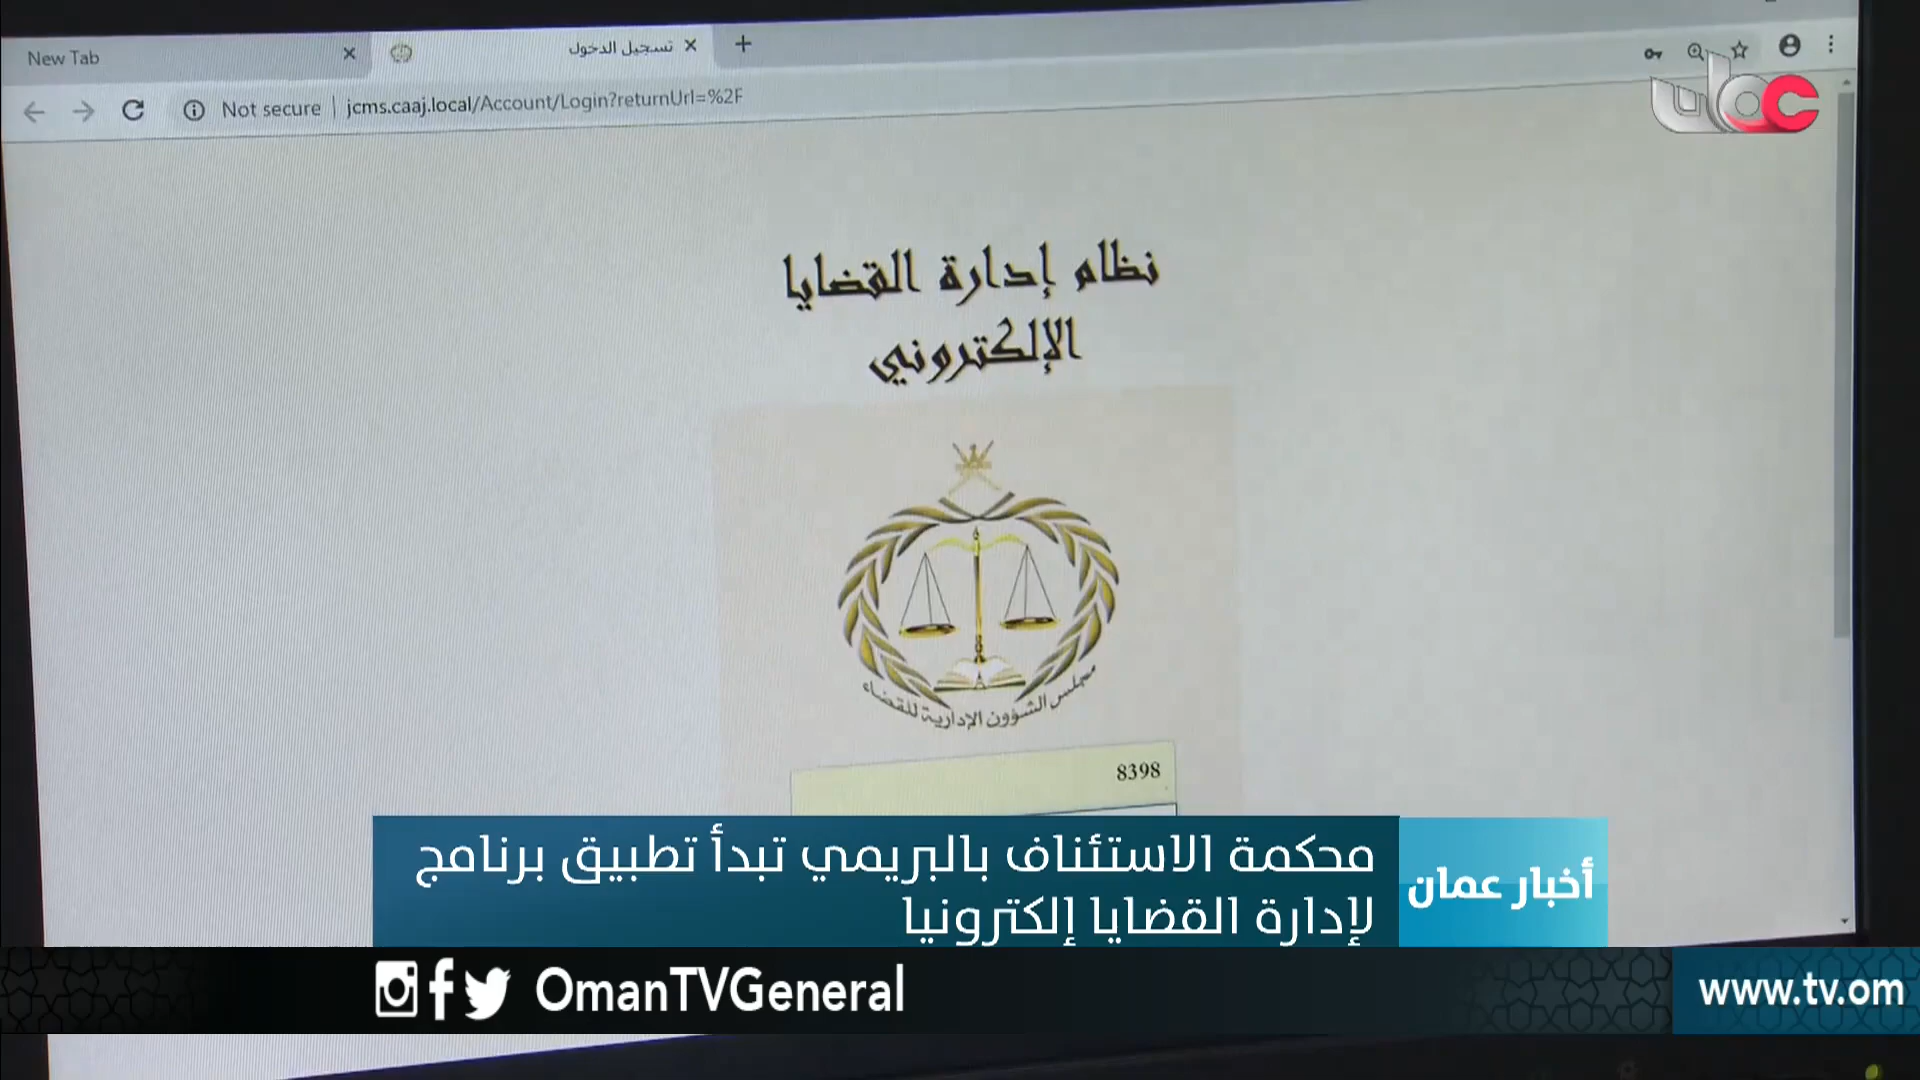 New Tab
تسجيل الدخول
Not secure | jcms.caaj.local/Account/Login?returnUrl=%2F
عمان
نظام إدارة القضايا
الإلكتروني
مجلس الشؤون الإدارية للقضاء
8398
أخبار عمان
محكمة الاستئناف بالبريمي تبدأ تطبيق برنامج
لإدارة القضايا إلكترونيا
OmanTVGeneral
www.tv.om